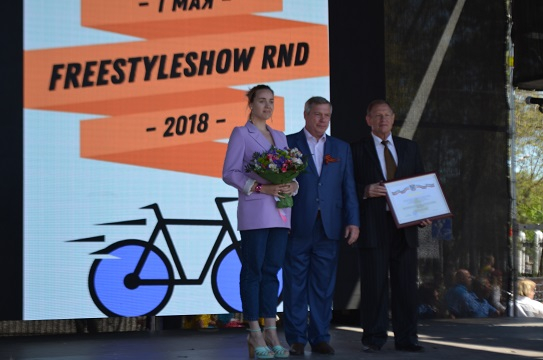 - 1 МАЯ -
FREESTYLESHOW RND
- 2018 -